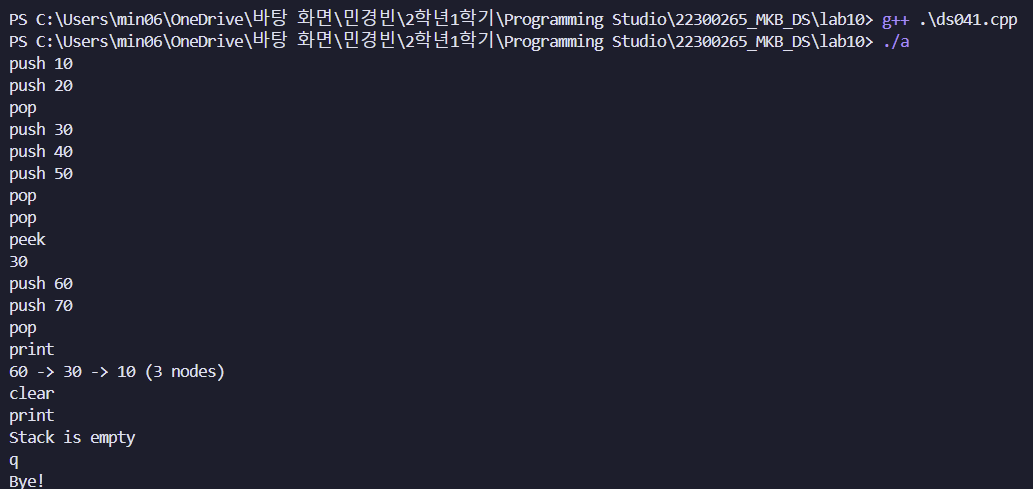 PS C:\Users\min06\OneDrive\바탕 화면\민경빈\2학년1학기\Programming Studio\22300265_MKB_DS\lab10> g++ .\ds041.cpp
PS C:\Users\min06\OneDrive\바탕 화면\민경빈\2학년1학기\Programming Studio\22300265_MKB_DS\lab10> ./a
push 10
push 20
pop
push 30
push 40
push 50
pop
pop
peek
30
push 60
push 70
pop
print
60 -> 30 -> 10 (3 nodes)
clear
print
Stack is empty
q
Bye!